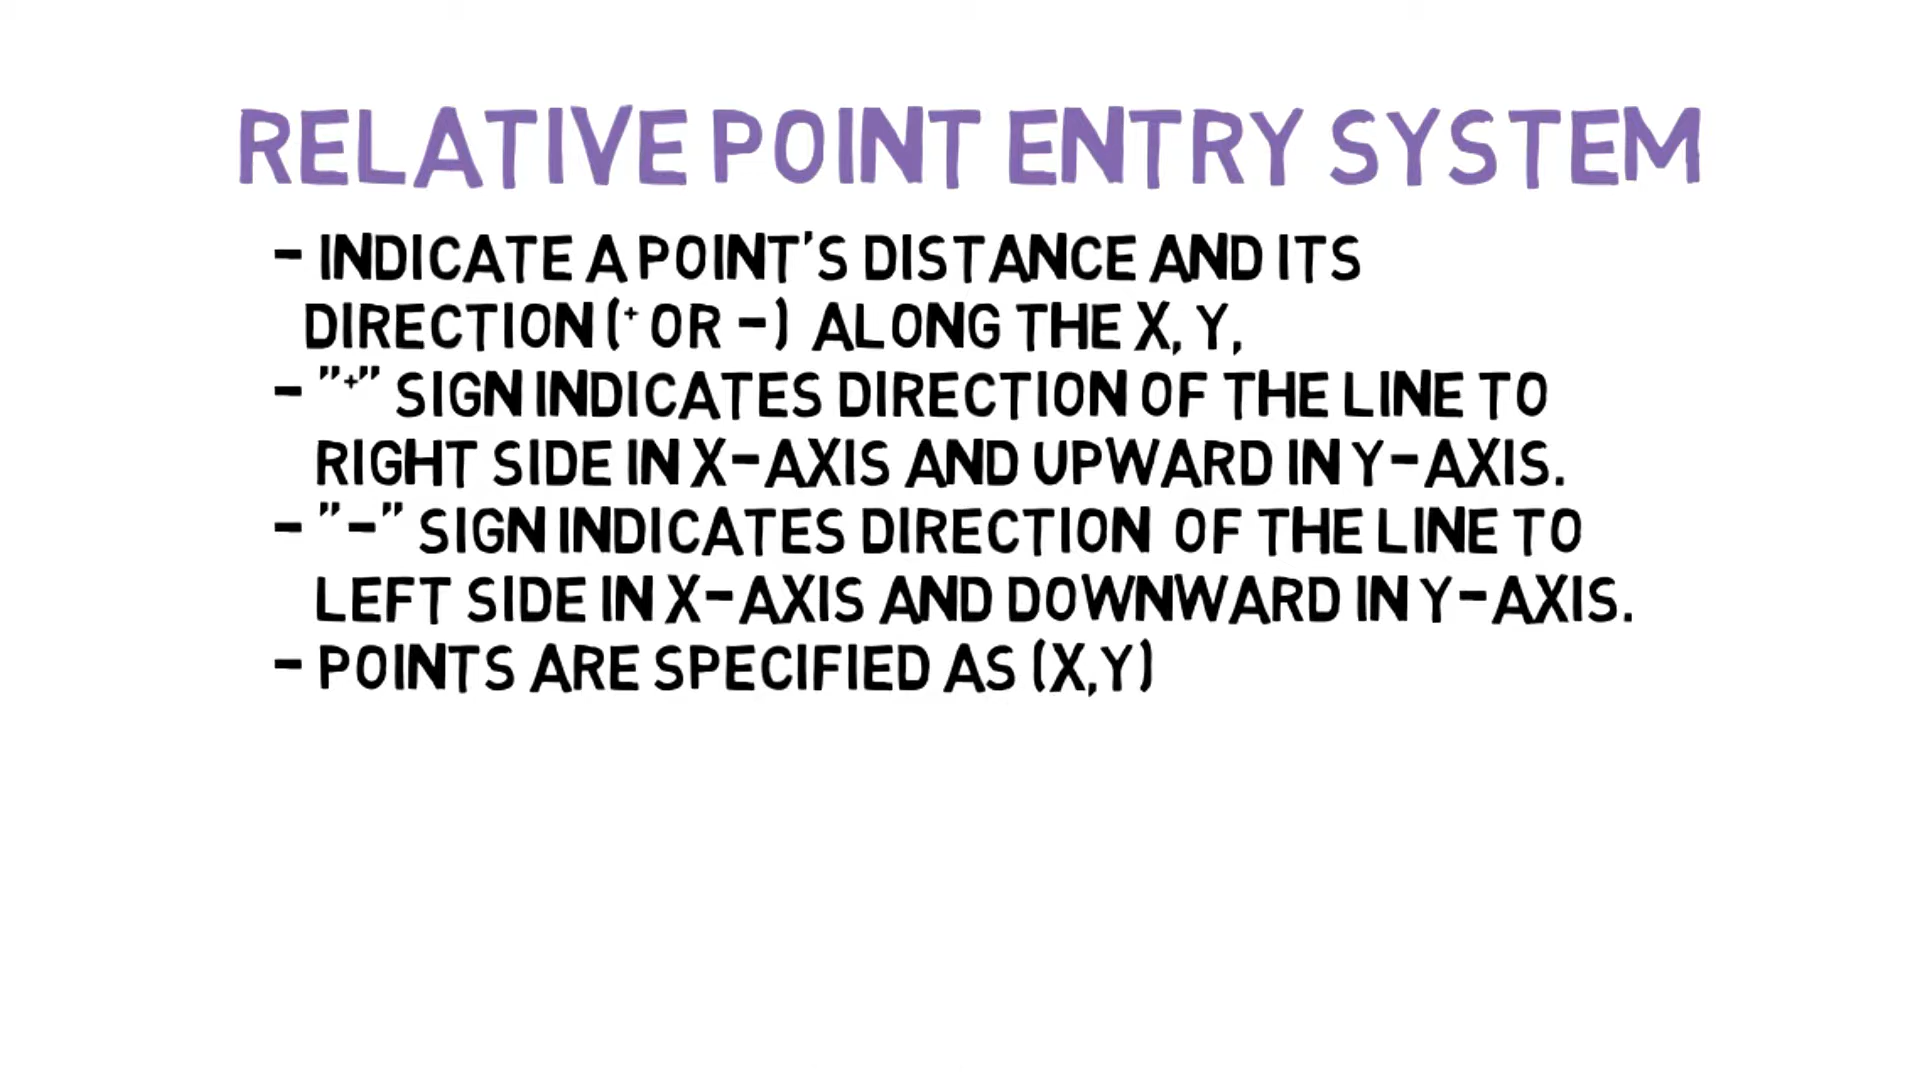 RELATIVE POINT ENTRY SYSTEM
- INDICATE A POINT'S DISTANCE AND ITS
DIRECTION (+ OR -) ALONG THE X, Y,
- "+" SIGN INDICATES DIRECTION OF THE LINE TO
RIGHT SIDE IN X-AXIS AND UPWARD IN Y-AXIS.
- "-" SIGN INDICATES DIRECTION OF THE LINE TO
LEFT SIDE IN X-AXIS AND DOWNWARD IN Y-AXIS.
- POINTS ARE SPECIFIED AS (X,Y)